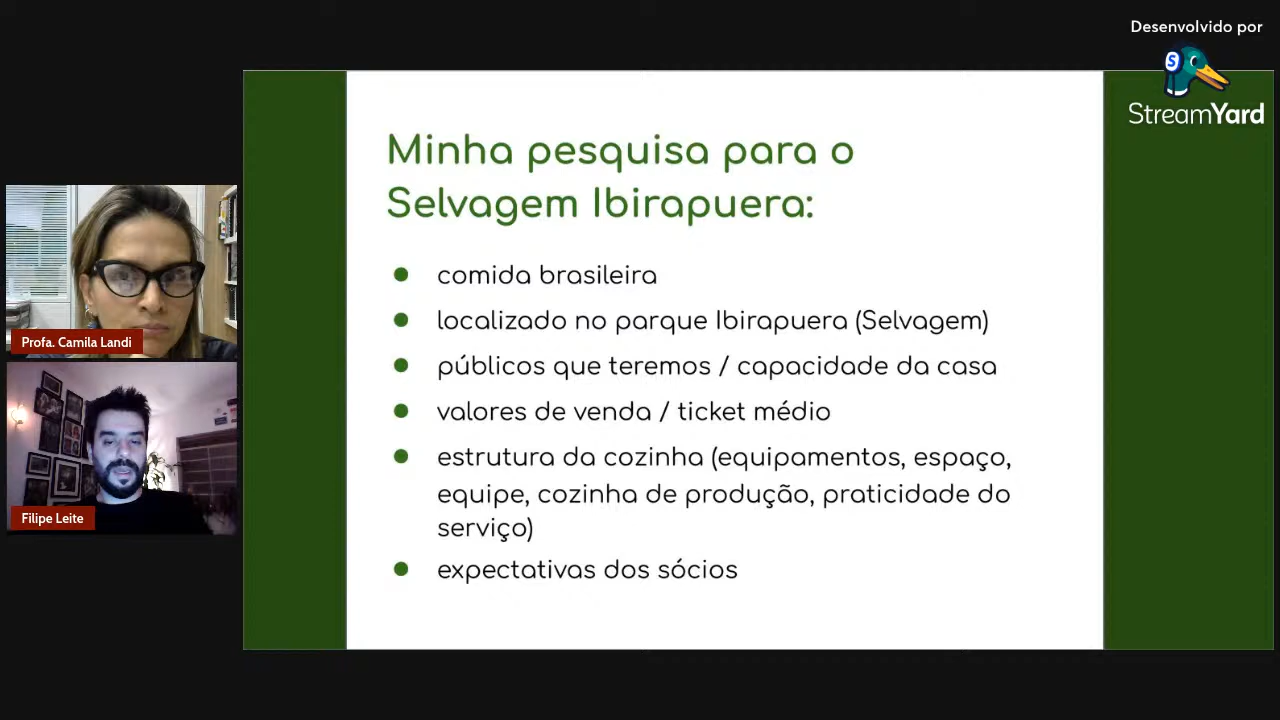 Desenvolvido por
StreamYard
Minha pesquisa para o
Selvagem Ibirapuera:
comida brasileira
localizado no parque Ibirapuera (Selvagem)
públicos que teremos / capacidade da casa
valores de venda / ticket médio
estrutura da cozinha (equipamentos, espaço,
equipe, cozinha de produção, praticidade do
serviço)
expectativas dos sócios
Profa. Camila Landi
Filipe Leite